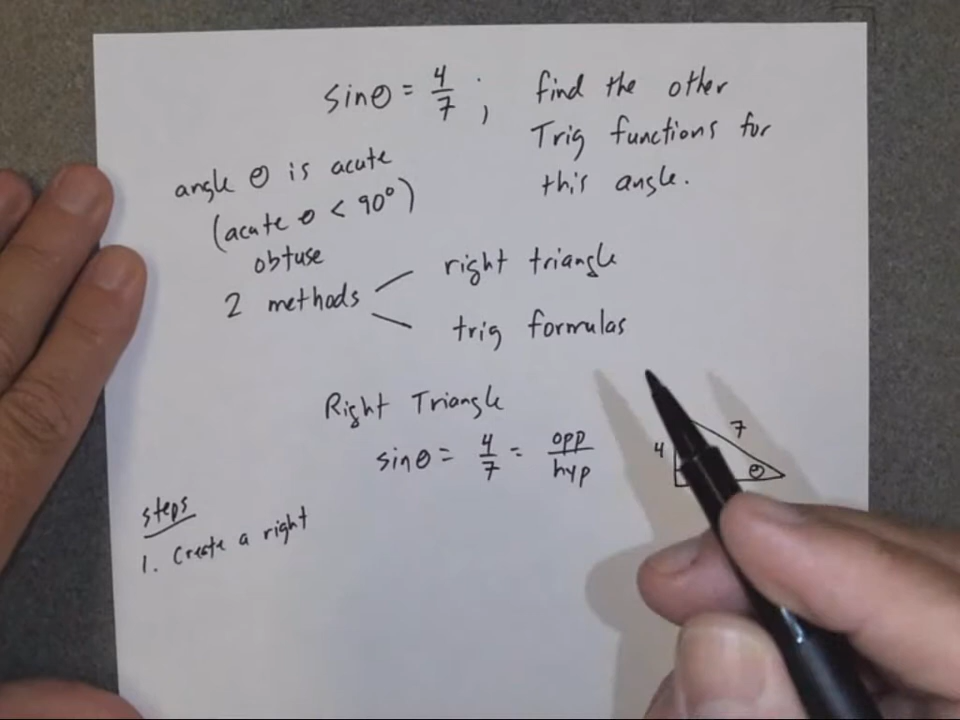 sinθ = 4/7 ; find the other
Trig functions for
this angle.
angle θ is acute
(acute θ < 90°)
obtuse
2 methods
right triangle
trig formulas
Right Triangle
sinθ = 4/7 = opp/hyp
4
7
θ
steps
1. Create a right